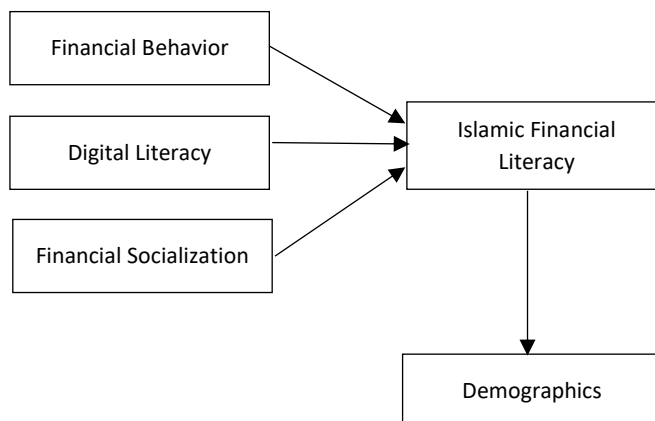 Financial Behavior
Digital Literacy
Financial Socialization
Islamic Financial
Literacy
Demographics